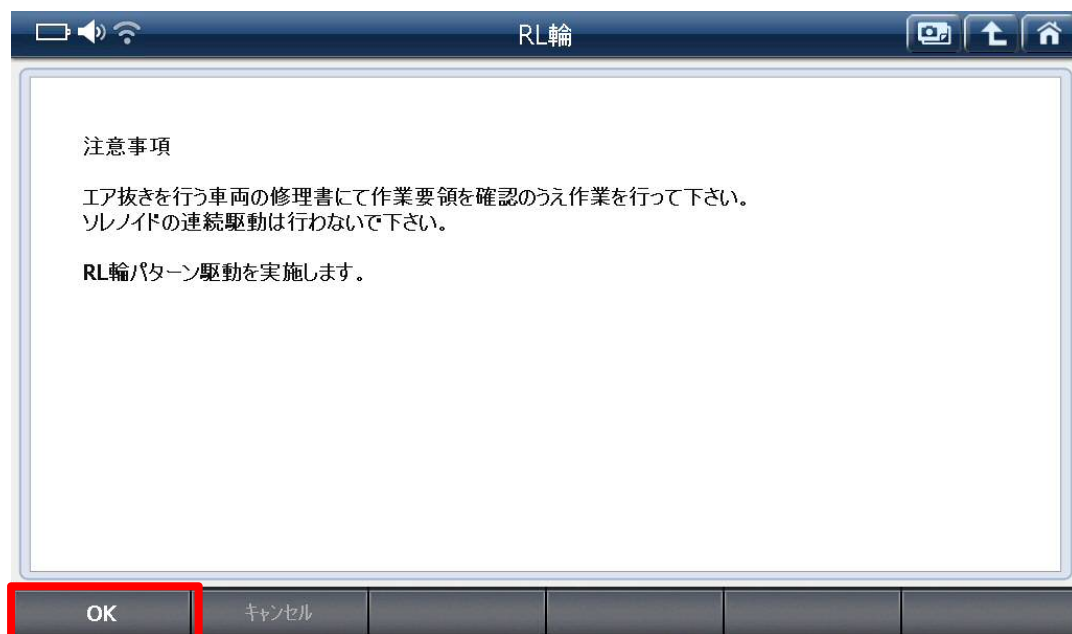 RL輪
注意事項
エア抜きを行う車両の修理書にて作業要領を確認のうえ作業を行って下さい。
ソレノイドの連続駆動は行わないで下さい。
RL輪パターン駆動を実施します。
OK
キャンセル